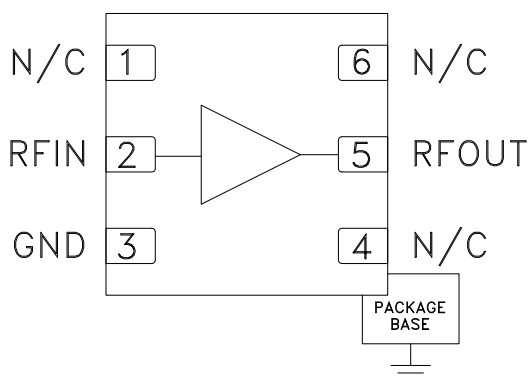 N/C 1 6 N/C
RFIN 2 5 RFOUT
GND 3 4 N/C
PACKAGE
BASE